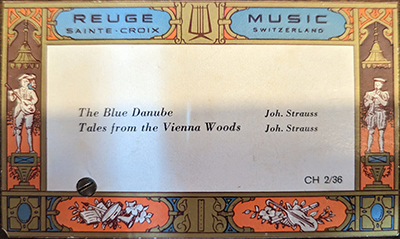 REUGE MUSIC
SAINTE-CROIX SWITZERLAND
The Blue Danube Joh. Strauss
Tales from the Vienna Woods Joh. Strauss
CH 2/36